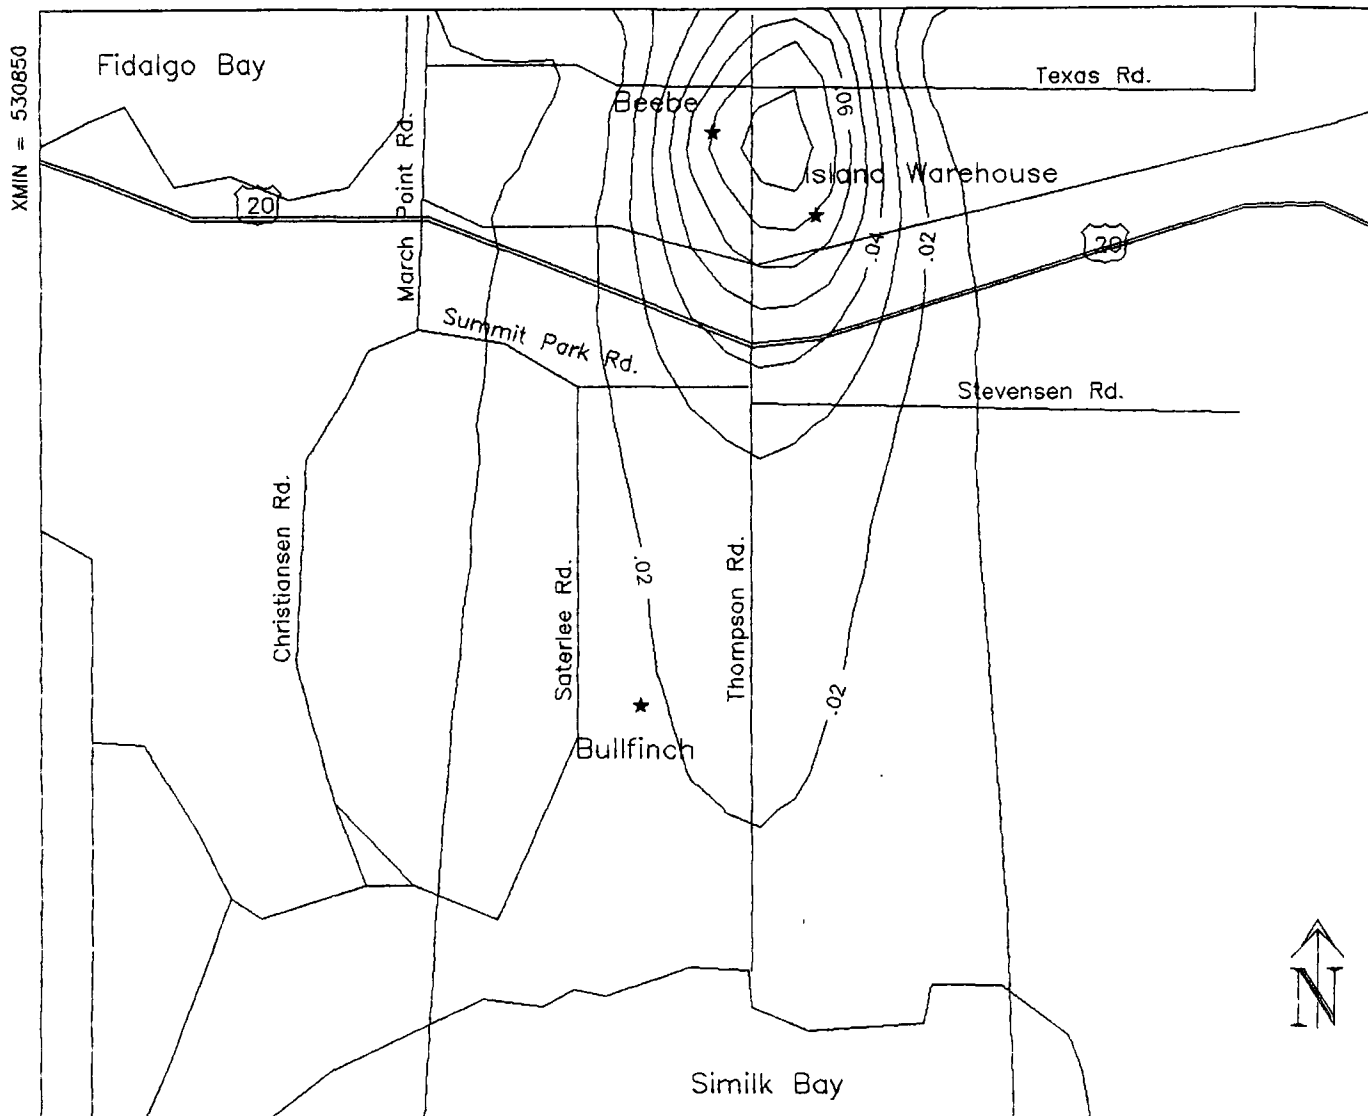 XMIN = 530850
Fidalgo Bay
Texas Rd.
Beebe
.06
March Point Rd.
Island Warehouse
20
20
.04
.02
Summit Park Rd.
Stevensen Rd.
Christiansen Rd.
Saterlee Rd.
.02
Thompson Rd.
.02
Bullfinch
N
Similk Bay